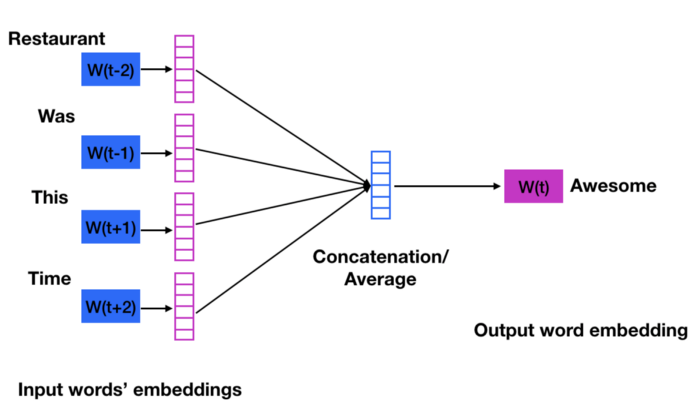 Restaurant
W(t-2)
Was
W(t-1)
This
W(t+1)
Time
W(t+2)
Concatenation/
Average
W(t)
Awesome
Output word embedding
Input words’ embeddings